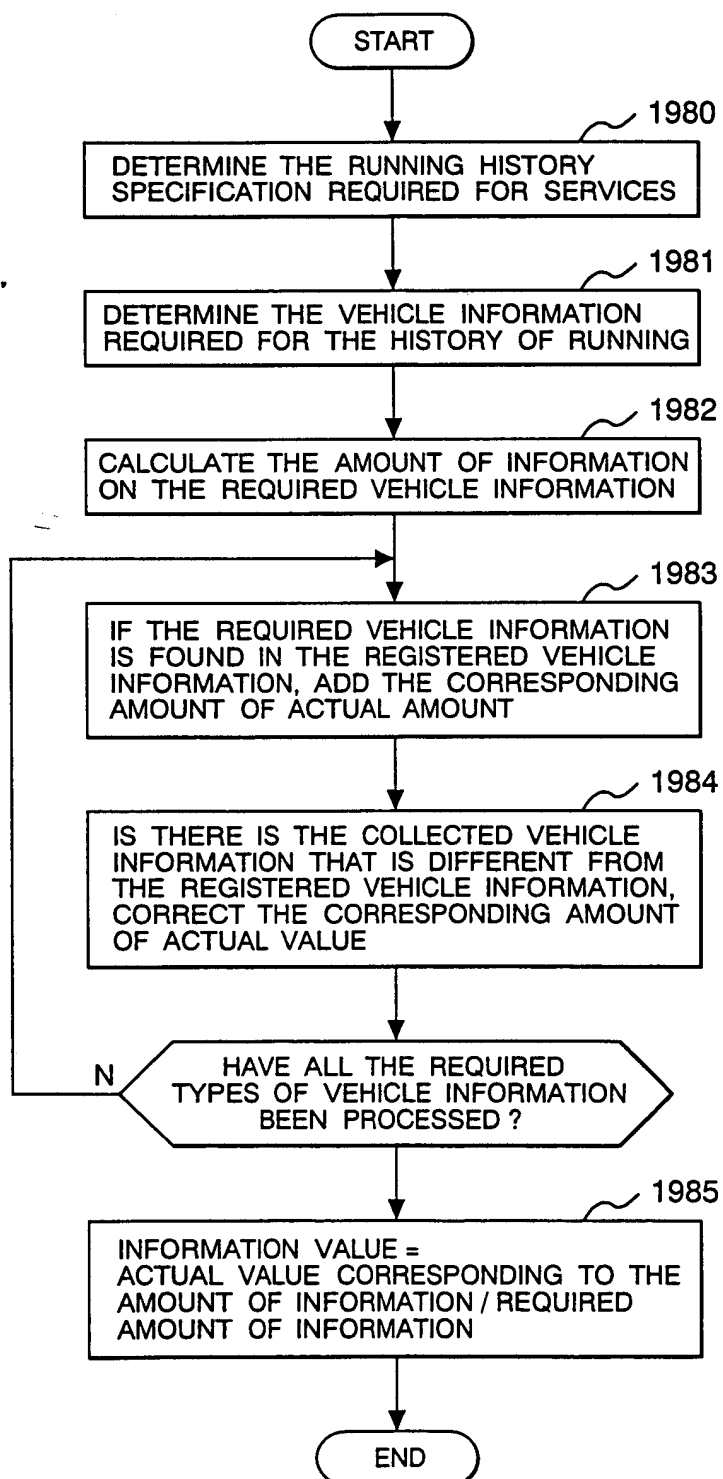 START
1980
DETERMINE THE RUNNING HISTORY
SPECIFICATION REQUIRED FOR SERVICES
1981
DETERMINE THE VEHICLE INFORMATION
REQUIRED FOR THE HISTORY OF RUNNING
1982
CALCULATE THE AMOUNT OF INFORMATION
ON THE REQUIRED VEHICLE INFORMATION
1983
IF THE REQUIRED VEHICLE INFORMATION
IS FOUND IN THE REGISTERED VEHICLE
INFORMATION, ADD THE CORRESPONDING
AMOUNT OF ACTUAL AMOUNT
1984
IS THERE IS THE COLLECTED VEHICLE
INFORMATION THAT IS DIFFERENT FROM
THE REGISTERED VEHICLE INFORMATION,
CORRECT THE CORRESPONDING AMOUNT
OF ACTUAL VALUE
N
HAVE ALL THE REQUIRED
TYPES OF VEHICLE INFORMATION
BEEN PROCESSED ?
1985
INFORMATION VALUE =
ACTUAL VALUE CORRESPONDING TO THE
AMOUNT OF INFORMATION / REQUIRED
AMOUNT OF INFORMATION
END